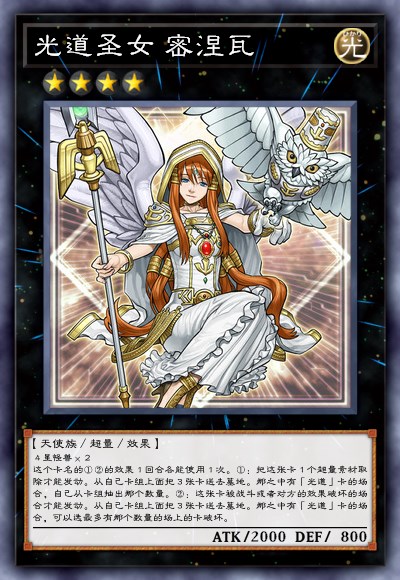 光道圣女 密涅瓦
光
【天使族／超量／效果】
４星怪兽×２
这个卡名的①②的效果１回合各能使用１次。①：把这张卡１个超量素材取
除才能发动。从自己卡组上面把３张卡送去墓地。那之中有「光道」卡的场
合，自己从卡组抽出那个数量。②：这张卡被战斗或者对方的效果破坏的场
合才能发动。从自己卡组上面把３张卡送去墓地。那之中有「光道」卡的场
合，可以选最多有那个数量的场上的卡破坏。
ATK/2000 DEF/ 800